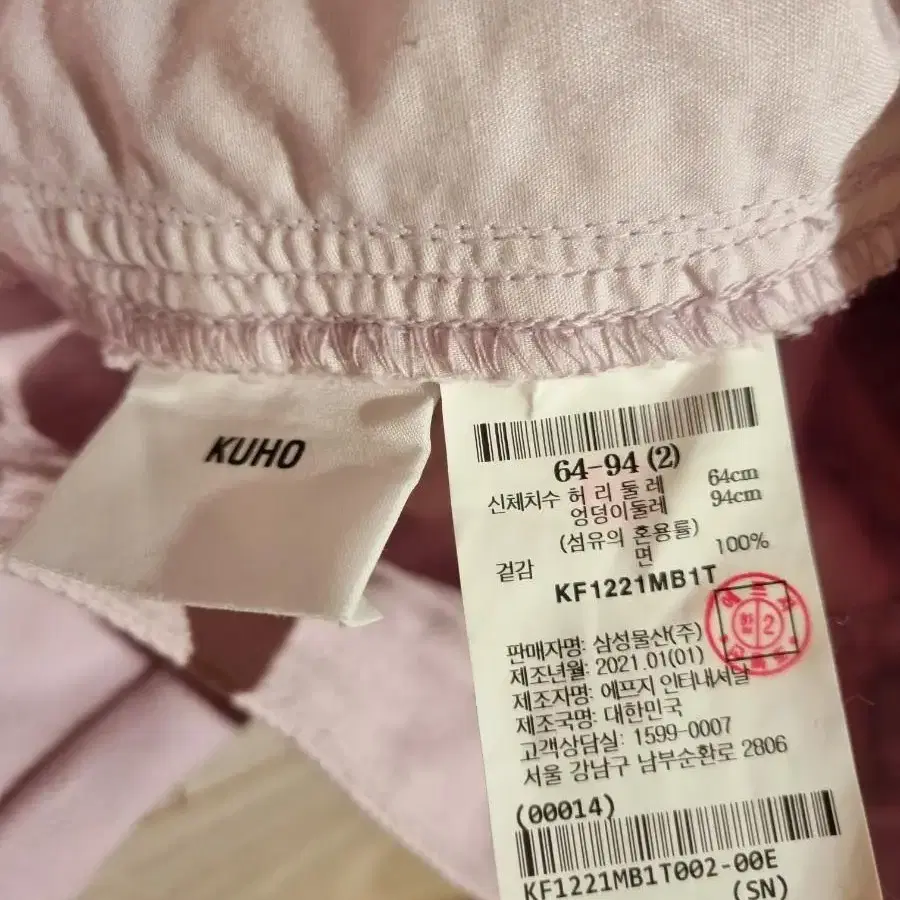 KUHO
64-94 (2)
신체치수 허 리 둘 레 64cm
엉덩이둘레 94cm
(섬유의 혼용률)
겉감 면 100%
KF1221MB1T
판매자명: 삼성물산(주)
제조년월: 2021.01(01)
제조자명: 에프지 인터내셔날
제조국명: 대한민국
고객상담실: 1599-0007
서울 강남구 남부순환로 2806
(00014)
KF1221MB1T002-00E
(SN)
2